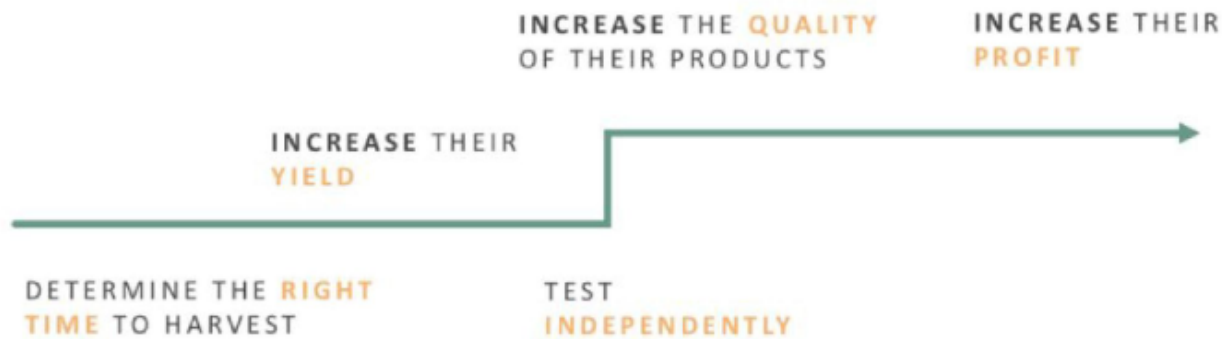 INCREASE THE QUALITY
OF THEIR PRODUCTS
INCREASE THEIR
PROFIT
INCREASE THEIR
YIELD
DETERMINE THE RIGHT
TIME TO HARVEST
TEST
INDEPENDENTLY